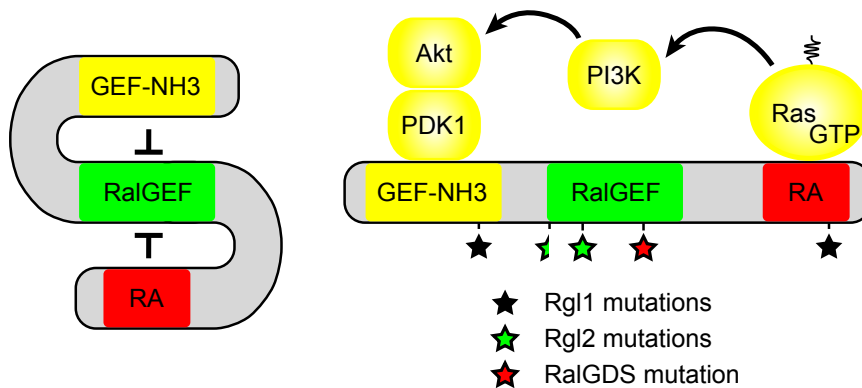 GEF-NH3
RalGEF
RA
Akt
PDK1
PI3K
Ras
GTP
GEF-NH3
RalGEF
RA
Rgl1 mutations
Rgl2 mutations
RalGDS mutation